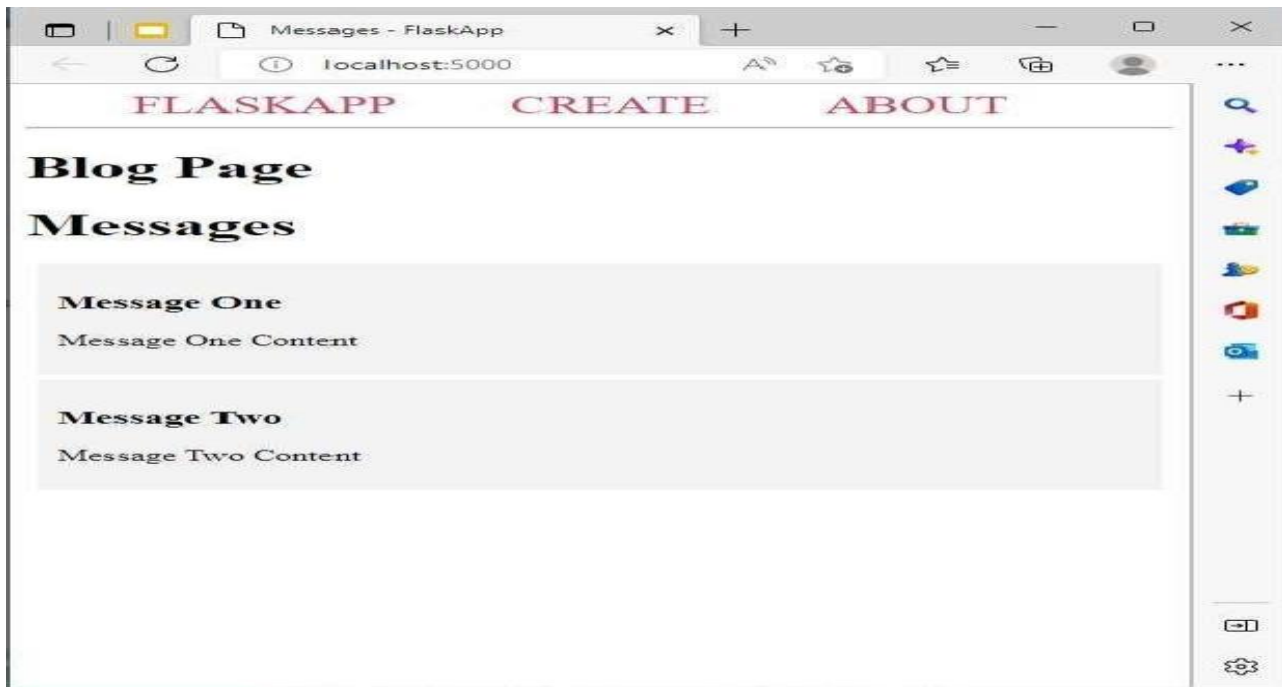 Messages - FlaskApp
localhost:5000
FLASKAPP CREATE ABOUT
Blog Page
Messages
Message One
Message One Content
Message Two
Message Two Content